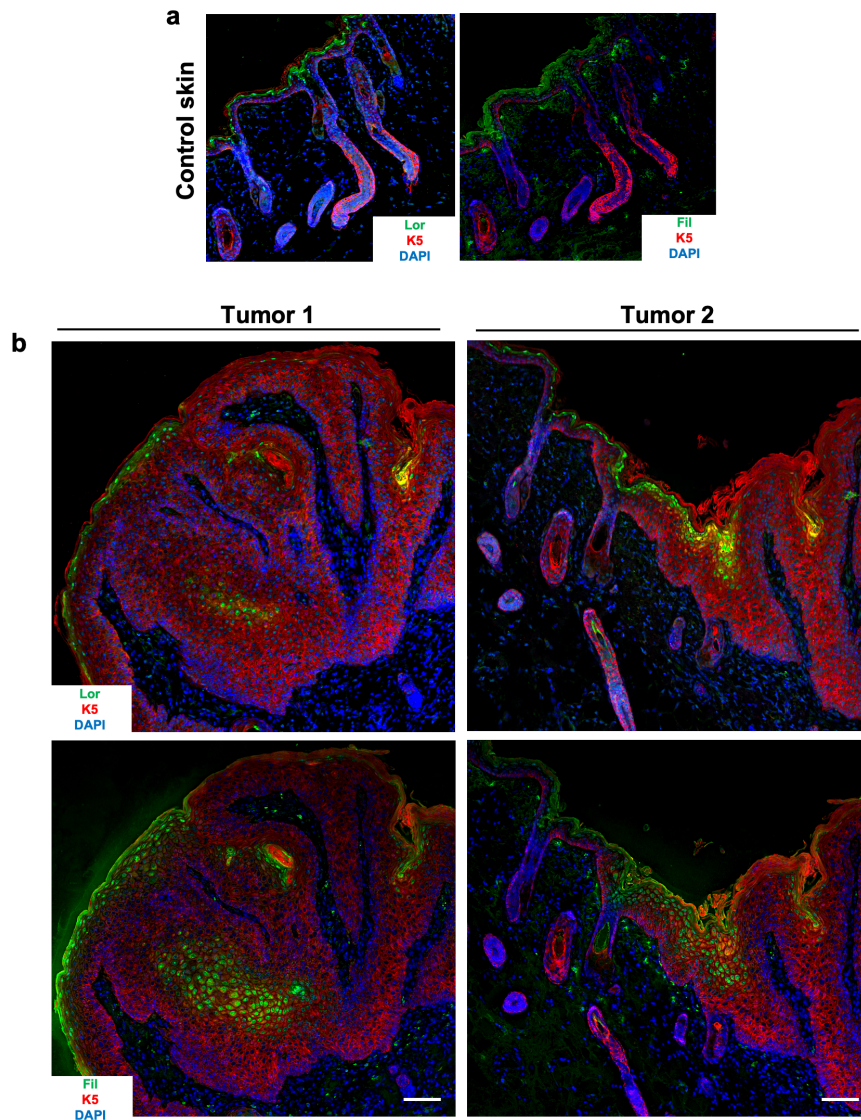 a
Control skin
Lor
K5
DAPI
Fil
K5
DAPI
Tumor 1
Tumor 2
b
Lor
K5
DAPI
Fil
K5
DAPI